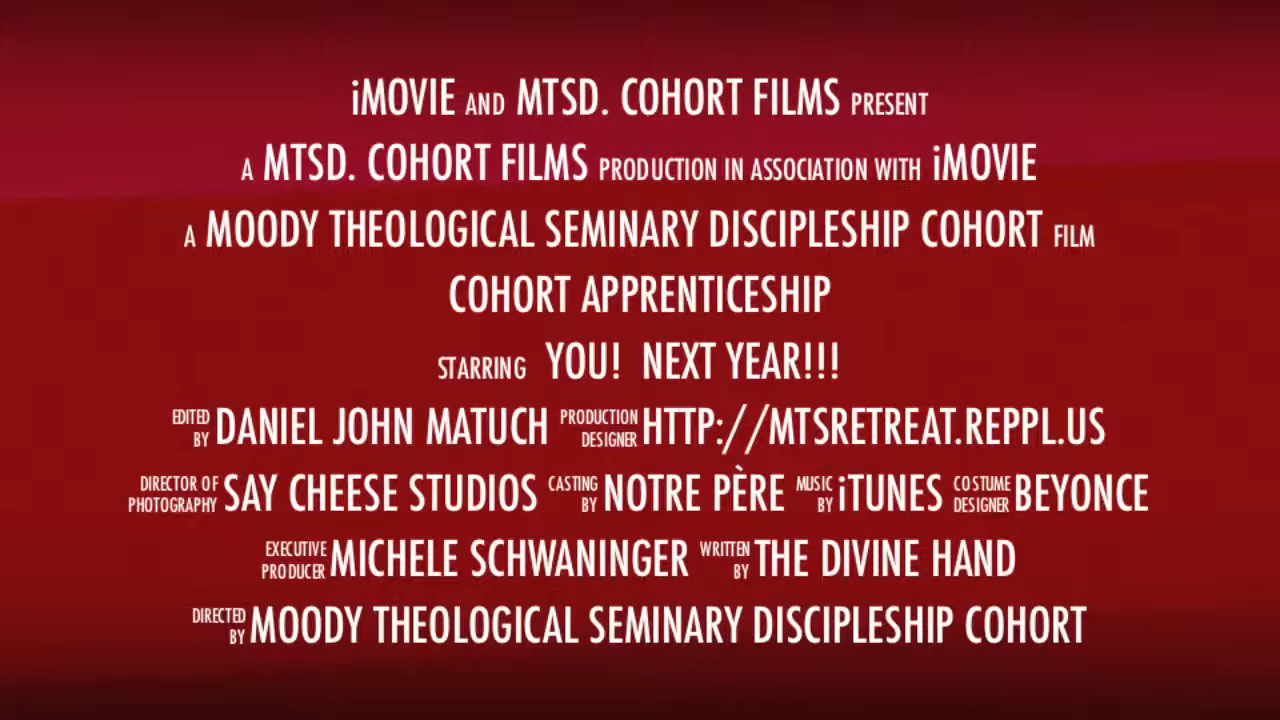 iMOVIE AND MTSD. COHORT FILMS PRESENT
A MTSD. COHORT FILMS PRODUCTION IN ASSOCIATION WITH iMOVIE
A MOODY THEOLOGICAL SEMINARY DISCIPLESHIP COHORT FILM
COHORT APPRENTICESHIP
STARRING YOU! NEXT YEAR!!!
EDITED BY DANIEL JOHN MATUCH PRODUCTION DESIGNER HTTP://MTSRETREAT.REPPL.US
DIRECTOR OF PHOTOGRAPHY SAY CHEESE STUDIOS CASTING BY NOTRE PÈRE MUSIC BY iTUNES COSTUME DESIGNER BEYONCE
EXECUTIVE PRODUCER MICHELE SCHWANINGER WRITTEN BY THE DIVINE HAND
DIRECTED BY MOODY THEOLOGICAL SEMINARY DISCIPLESHIP COHORT